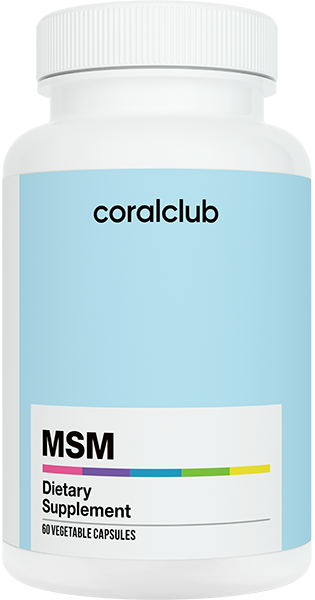 coralclub
MSM
Dietary
Supplement
60 VEGETABLE CAPSULES